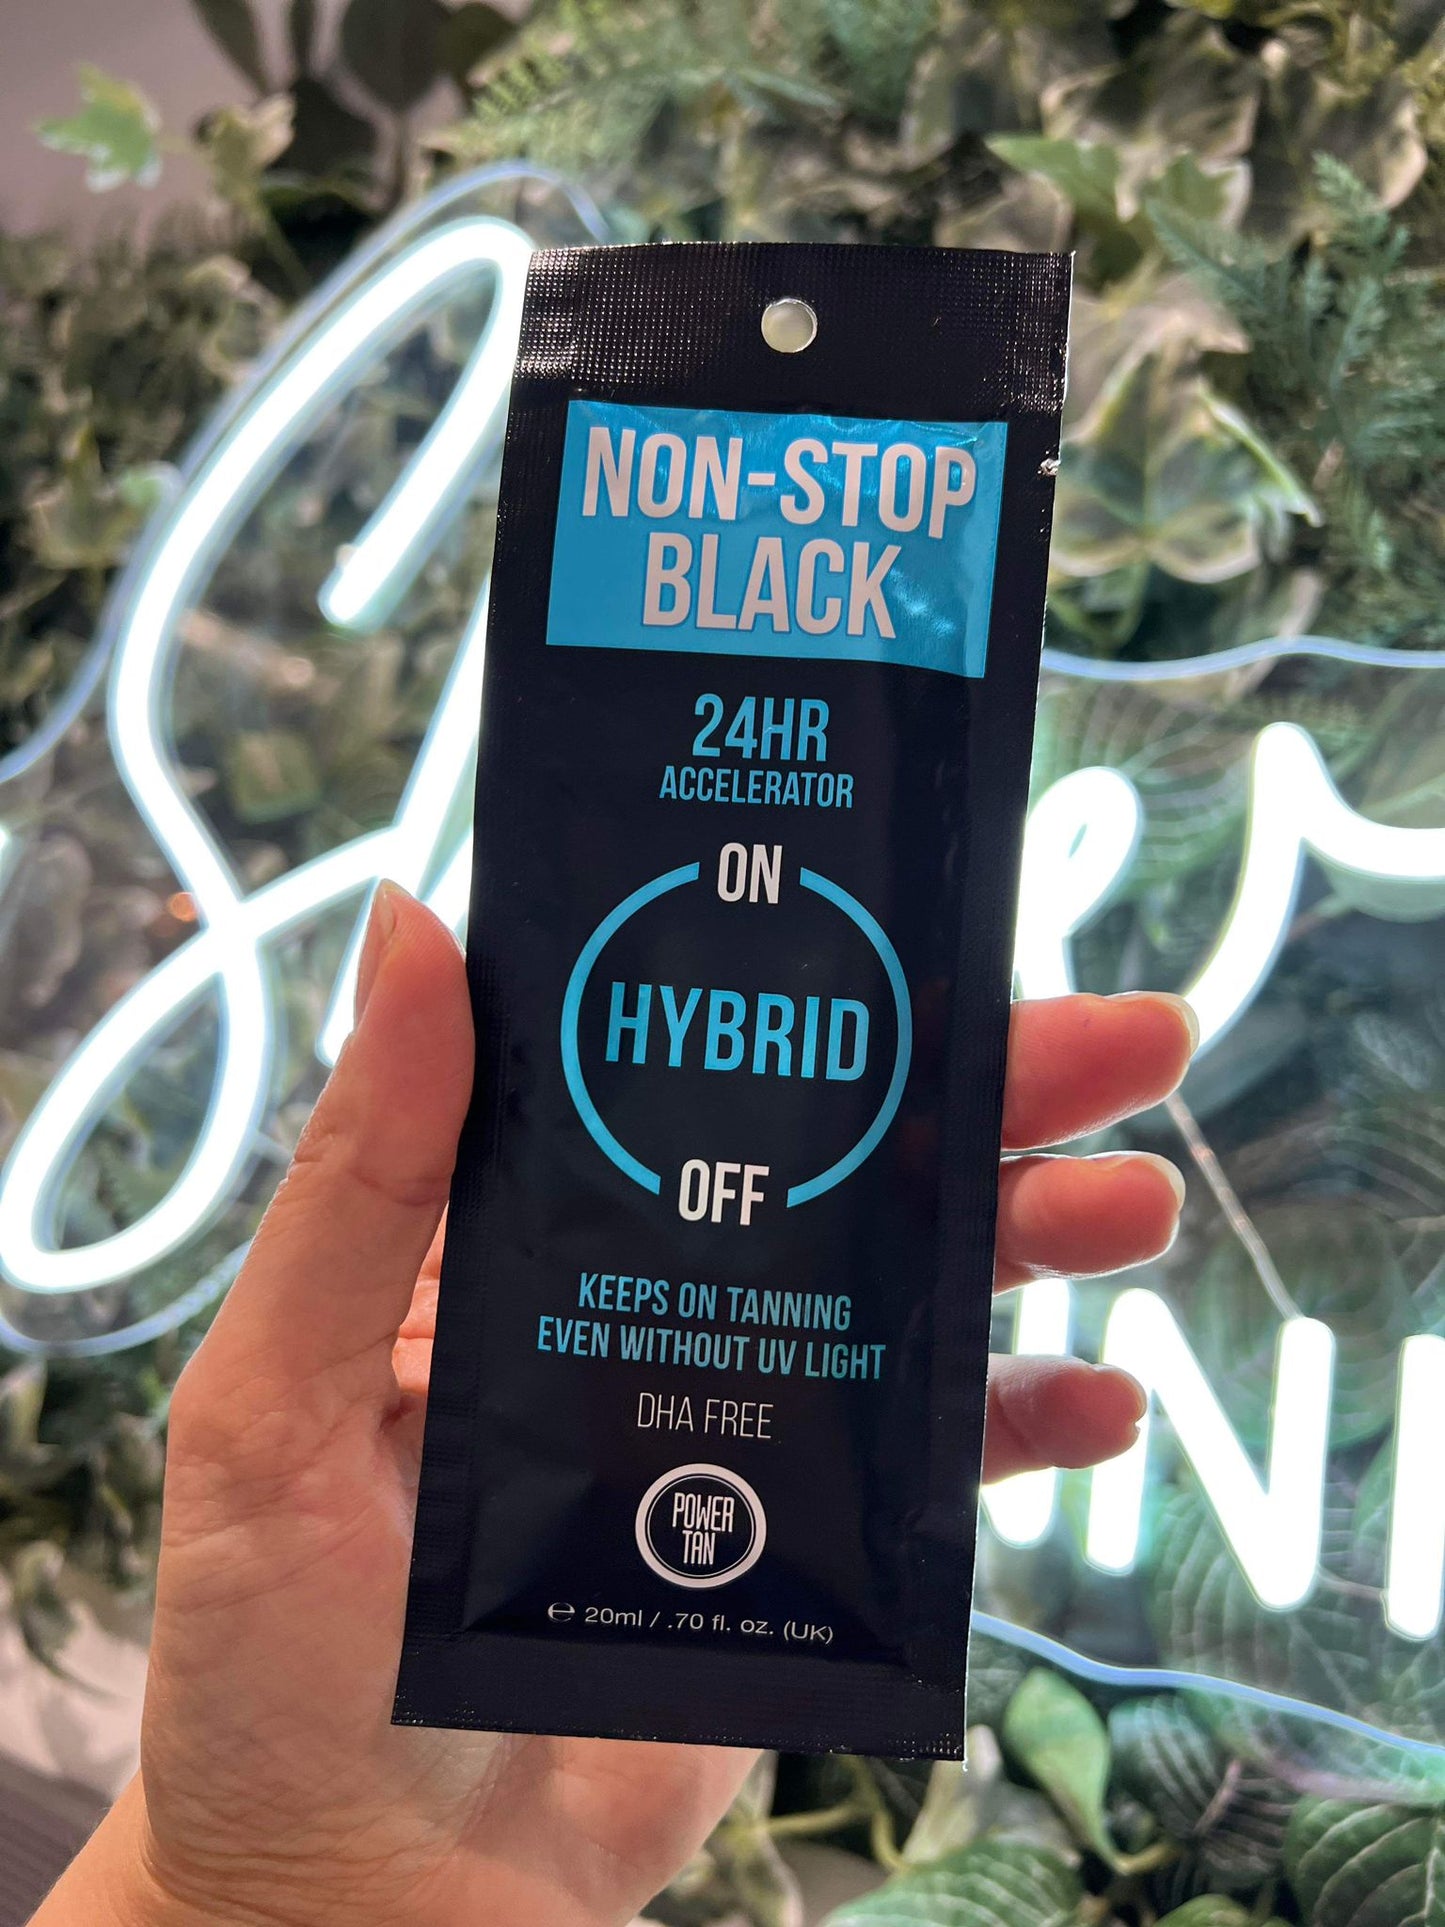 NON-STOP
BLACK
24HR
ACCELERATOR
ON
HYBRID
OFF
KEEPS ON TANNING
EVEN WITHOUT UV LIGHT
DHA FREE
POWER
TAN
℮ 20ml / .70 fl. oz. (UK)